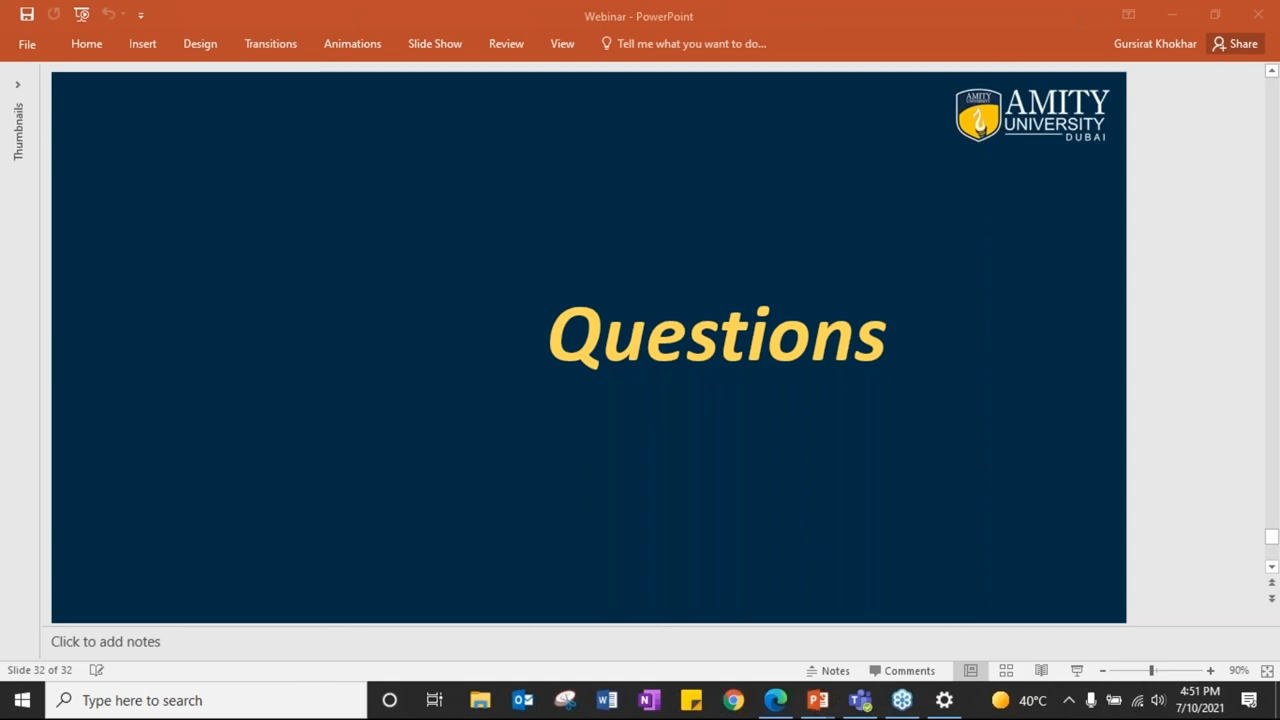 Webinar - PowerPoint
File Home Insert Design Transitions Animations Slide Show Review View Tell me what you want to do... Gursirat Khokhar Share
Thumbnails
AMITY
UNIVERSITY
AMITY
UNIVERSITY
DUBAI
Questions
Click to add notes
Slide 32 of 32 Notes Comments 90%
Type here to search 40°C 4:51 PM
7/10/2021